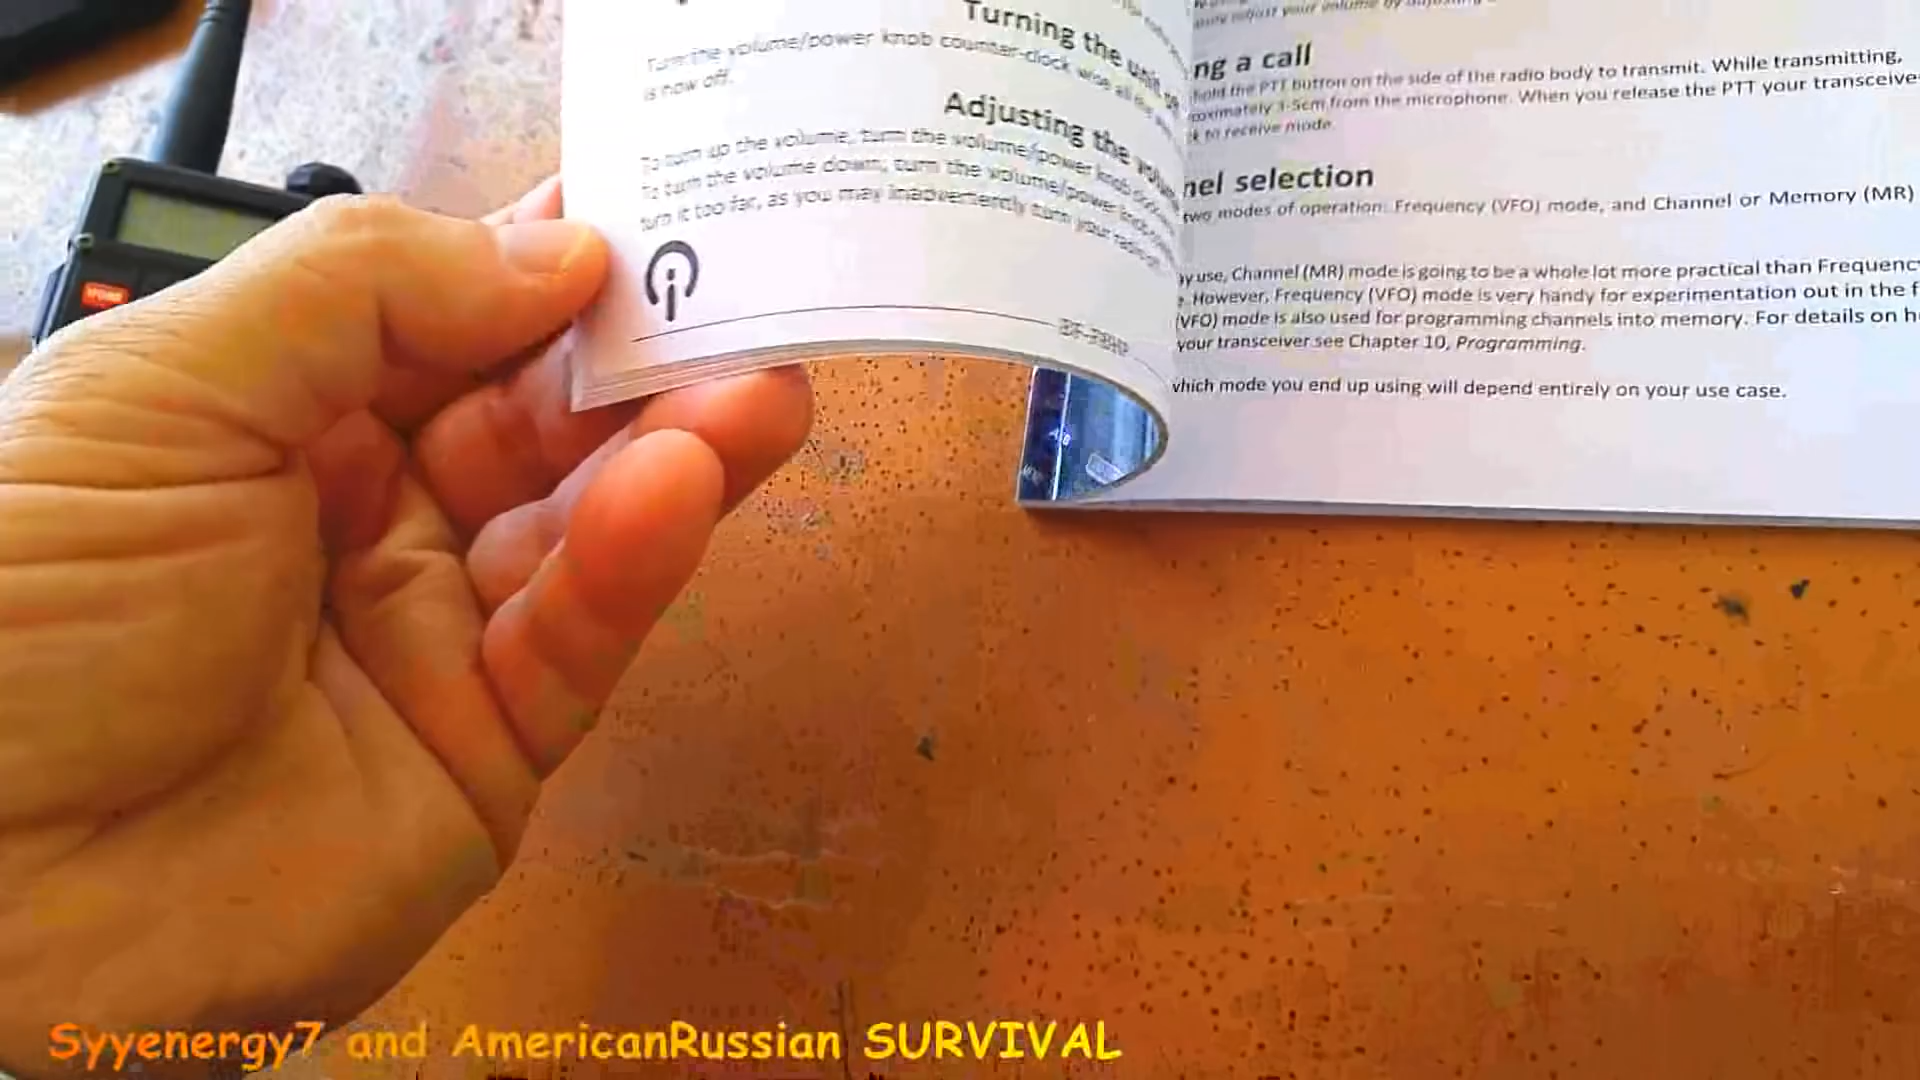 Turning the unit
Turn the volume/power knob counter-clock wise all the
is now off.
Adjusting the volume
To turn up the volume, turn the volume/power knob
To turn the volume down, turn the volume/power knob
turn it too far, as you may inadvertently turn your radio
ng a call
hold the PTT button on the side of the radio body to transmit. While transmitting,
oximately 3-5cm from the microphone. When you release the PTT your transceive
k to receive mode.
nel selection
two modes of operation: Frequency (VFO) mode, and Channel or Memory (MR)
ay use, Channel (MR) mode is going to be a whole lot more practical than Frequenc
. However, Frequency (VFO) mode is very handy for experimentation out in the f
(VFO) mode is also used for programming channels into memory. For details on h
your transceiver see Chapter 10, Programming.
which mode you end up using will depend entirely on your use case.
Syyenergy7 and AmericanRussian SURVIVAL